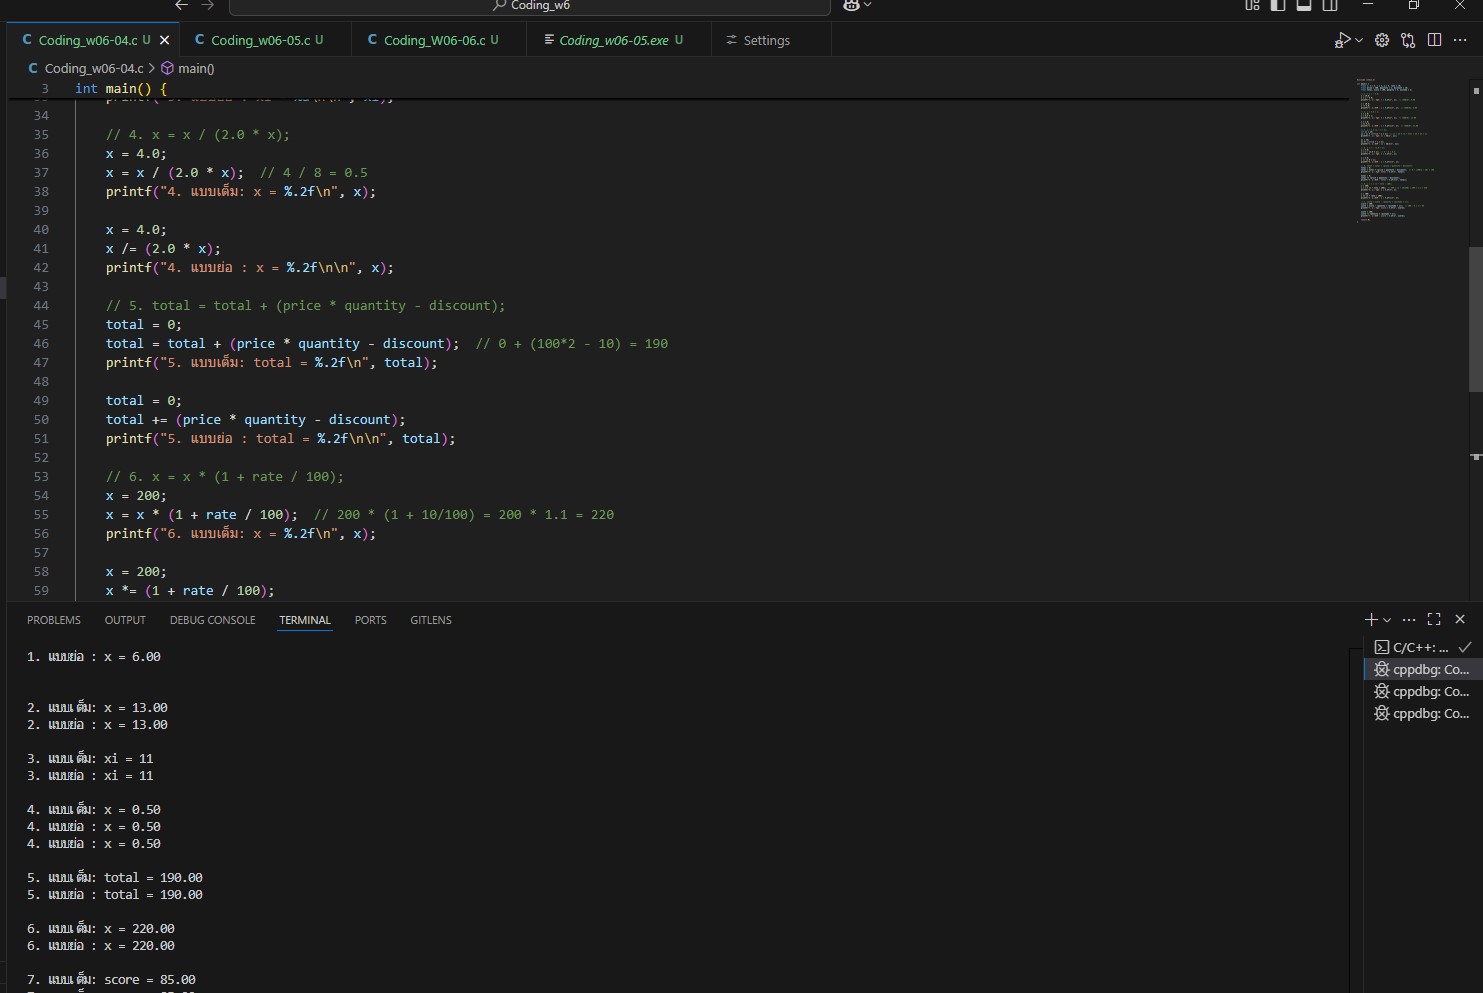 Coding_w6
Coding_w06-04.c U
Coding_w06-05.c U
Coding_W06-06.c U
Coding_w06-05.exe U
Settings
Coding_w06-04.c > main()
3 int main() {
34
35 // 4. x = x / (2.0 * x);
36 x = 4.0;
37 x = x / (2.0 * x);  // 4 / 8 = 0.5
38 printf("4. แบบเต็ม: x = %.2f\n", x);
39
40 x = 4.0;
41 x /= (2.0 * x);
42 printf("4. แบบย่อ : x = %.2f\n\n", x);
43
44 // 5. total = total + (price * quantity - discount);
45 total = 0;
46 total = total + (price * quantity - discount);  // 0 + (100*2 - 10) = 190
47 printf("5. แบบเต็ม: total = %.2f\n", total);
48
49 total = 0;
50 total += (price * quantity - discount);
51 printf("5. แบบย่อ : total = %.2f\n\n", total);
52
53 // 6. x = x * (1 + rate / 100);
54 x = 200;
55 x = x * (1 + rate / 100);  // 200 * (1 + 10/100) = 200 * 1.1 = 220
56 printf("6. แบบเต็ม: x = %.2f\n", x);
57
58 x = 200;
59 x *= (1 + rate / 100);
PROBLEMS OUTPUT DEBUG CONSOLE TERMINAL PORTS GITLENS
1. แบบย่อ : x = 6.00
2. แบบเต็ม: x = 13.00
2. แบบย่อ : x = 13.00
3. แบบเต็ม: xi = 11
3. แบบย่อ : xi = 11
4. แบบเต็ม: x = 0.50
4. แบบย่อ : x = 0.50
4. แบบย่อ : x = 0.50
5. แบบเต็ม: total = 190.00
5. แบบย่อ : total = 190.00
6. แบบเต็ม: x = 220.00
6. แบบย่อ : x = 220.00
7. แบบเต็ม: score = 85.00
C/C++: ...
cppdbg: Co...
cppdbg: Co...
cppdbg: Co...